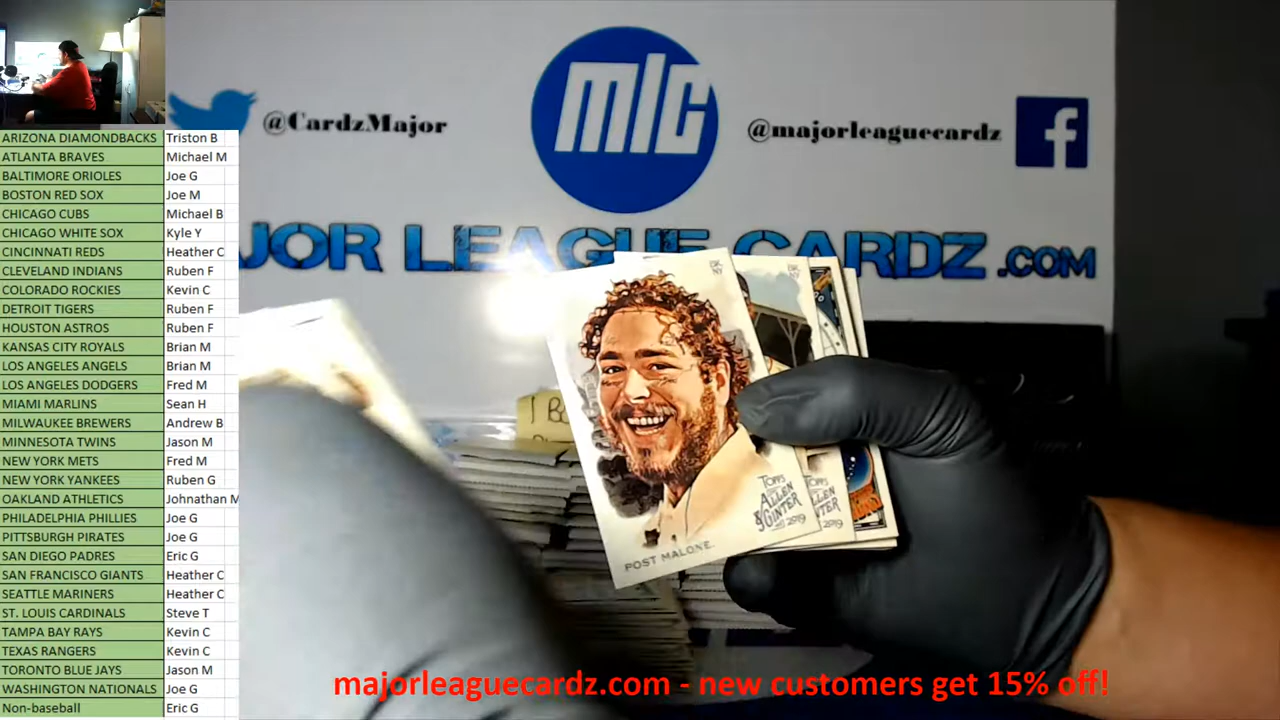 @CardzMajor
mlc
@majorleaguecardz
f
JOR LEAGUE CARDZ .COM
ARIZONA DIAMONDBACKS Triston B
ATLANTA BRAVES Michael M
BALTIMORE ORIOLES Joe G
BOSTON RED SOX Joe M
CHICAGO CUBS Michael B
CHICAGO WHITE SOX Kyle Y
CINCINNATI REDS Heather C
CLEVELAND INDIANS Ruben F
COLORADO ROCKIES Kevin C
DETROIT TIGERS Ruben F
HOUSTON ASTROS Ruben F
KANSAS CITY ROYALS Brian M
LOS ANGELES ANGELS Brian M
LOS ANGELES DODGERS Fred M
MIAMI MARLINS Sean H
MILWAUKEE BREWERS Andrew B
MINNESOTA TWINS Jason M
NEW YORK METS Fred M
NEW YORK YANKEES Ruben G
OAKLAND ATHLETICS Johnathan M
PHILADELPHIA PHILLIES Joe G
PITTSBURGH PIRATES Joe G
SAN DIEGO PADRES Eric G
SAN FRANCISCO GIANTS Heather C
SEATTLE MARINERS Heather C
ST. LOUIS CARDINALS Steve T
TAMPA BAY RAYS Kevin C
TEXAS RANGERS Kevin C
TORONTO BLUE JAYS Jason M
WASHINGTON NATIONALS Joe G
Non-baseball Eric G
TOPPS
ALLEN
& GINTER
2019
POST MALONE.
majorleaguecardz.com - new customers get 15% off!